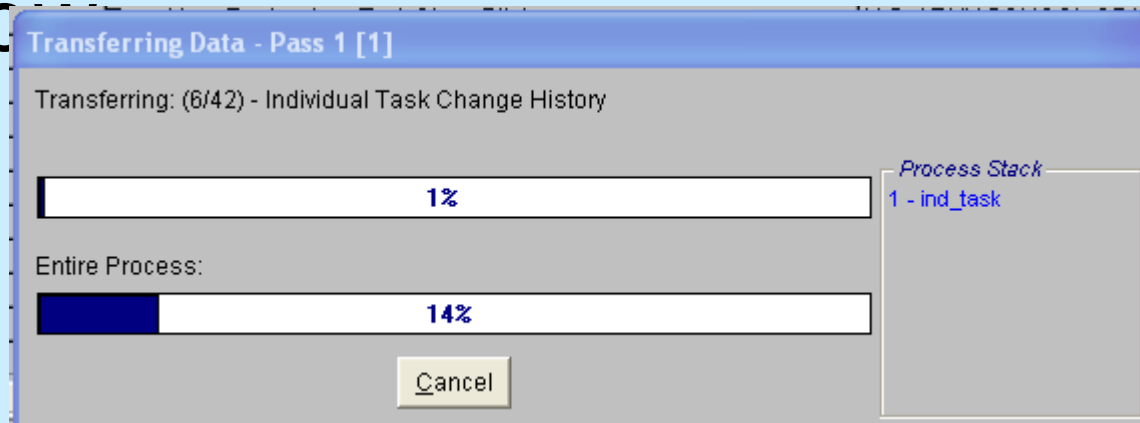 Transferring Data - Pass 1 [1]
Transferring: (6/42) - Individual Task Change History
Process Stack
1%
1 - ind_task
Entire Process:
14%
Cancel